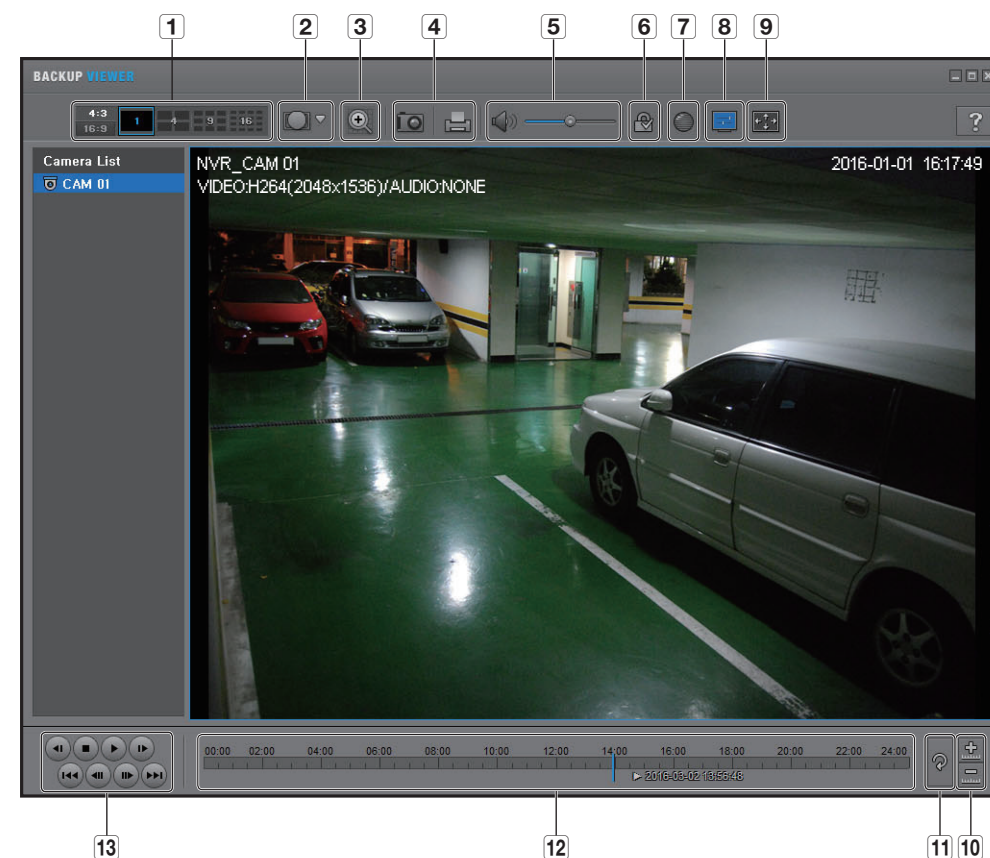 1 2 3 4 5 6 7 8 9
BACKUP VIEWER
4:3
16:9
1 4 9 16
?
Camera List
CAM 01
NVR_CAM 01
2016-01-01 16:17:49
VIDEO:H264(2048x1536)/AUDIO:NONE
00:00 02:00 04:00 06:00 08:00 10:00 12:00 14:00 16:00 18:00 20:00 22:00 24:00
2016-03-02 13:56:48
13 12 11 10